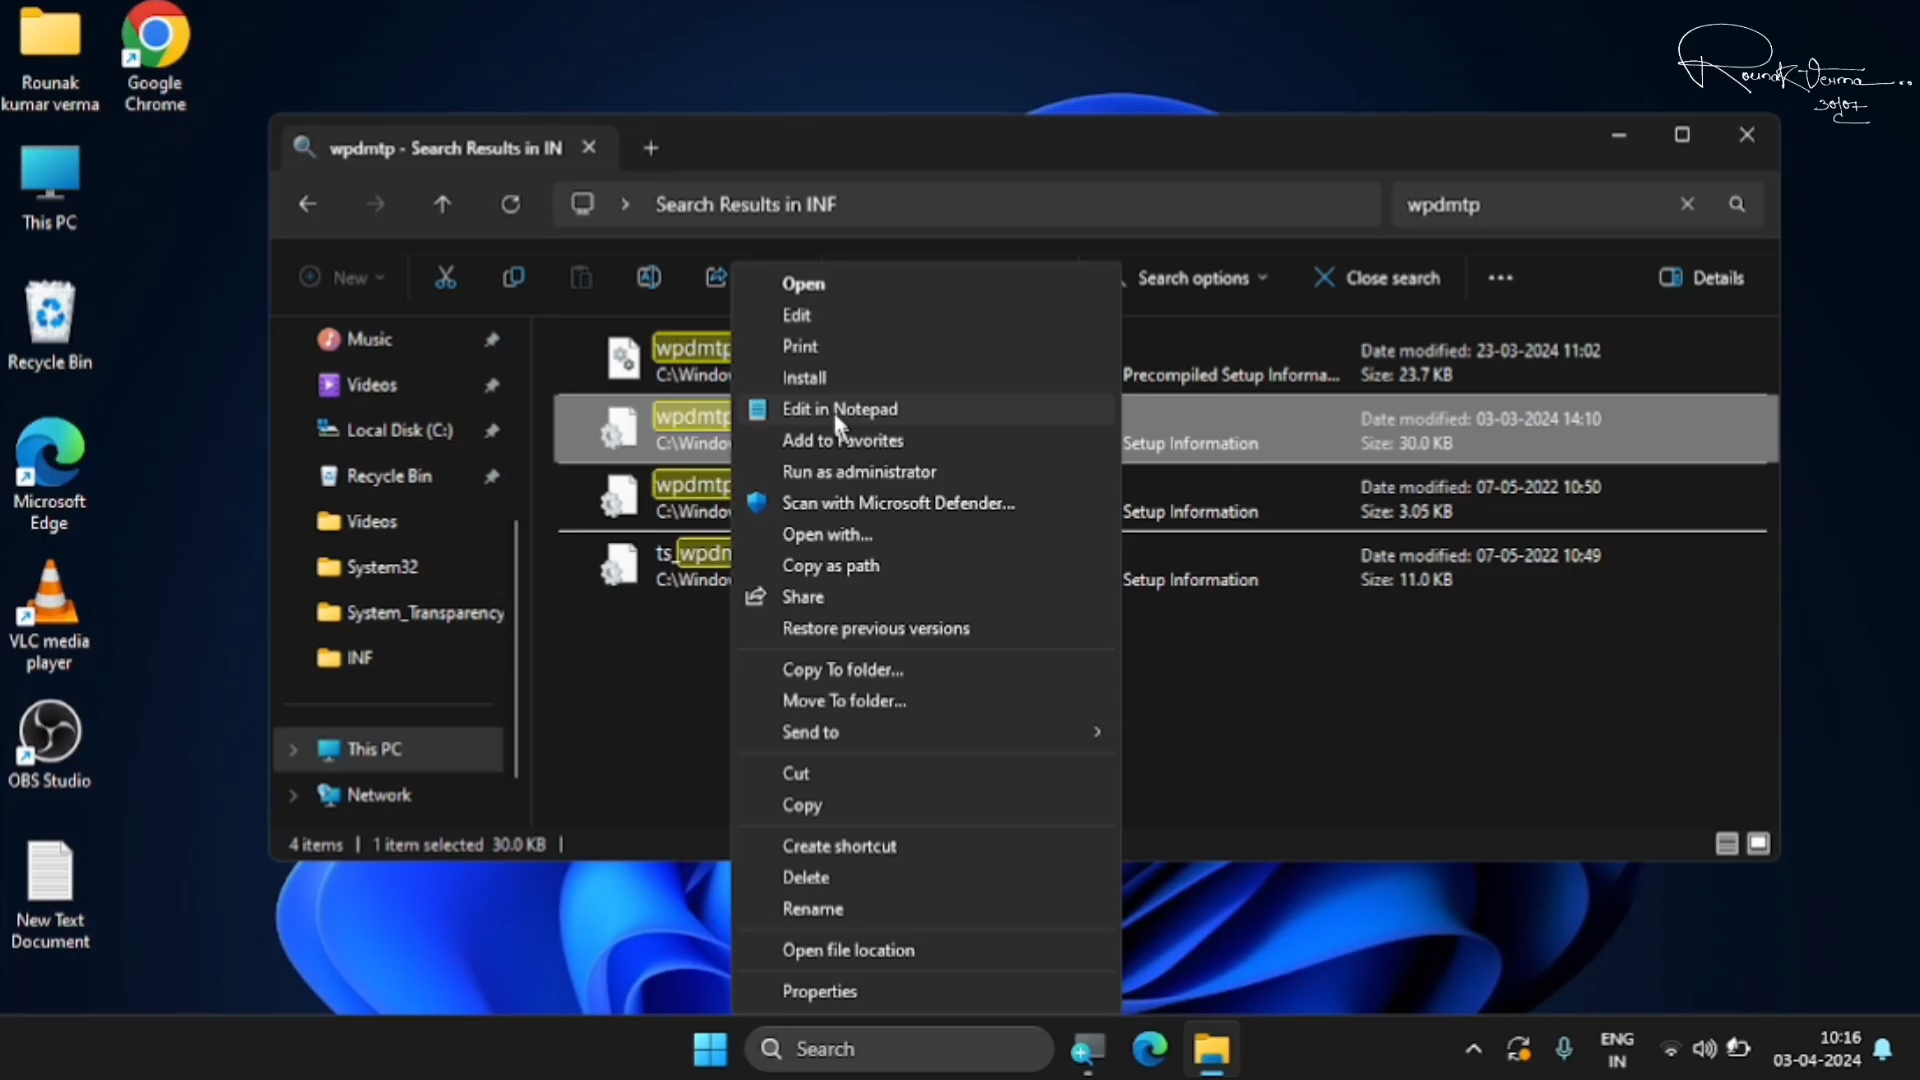 Rounak
kumar verma
Google
Chrome
This PC
Recycle Bin
Microsoft
Edge
VLC media
player
OBS Studio
New Text
Document
Rounak Verma
30/07
wpdmtp - Search Results in IN
Search Results in INF
wpdmtp
New
Search options
Close search
Details
Music
Videos
Local Disk (C:)
Recycle Bin
Videos
System32
System_Transparency
INF
This PC
Network
wpdmtp
C:\Windo
Precompiled Setup Informa...
Date modified: 23-03-2024 11:02
Size: 23.7 KB
wpdmtp
C:\Windo
Setup Information
Date modified: 03-03-2024 14:10
Size: 30.0 KB
wpdmtp
C:\Windo
Setup Information
Date modified: 07-05-2022 10:50
Size: 3.05 KB
ts_wpdm
C:\Windo
Setup Information
Date modified: 07-05-2022 10:49
Size: 11.0 KB
Open
Edit
Print
Install
Edit in Notepad
Add to Favorites
Run as administrator
Scan with Microsoft Defender...
Open with...
Copy as path
Share
Restore previous versions
Copy To folder...
Move To folder...
Send to
Cut
Copy
Create shortcut
Delete
Rename
Open file location
Properties
4 items | 1 item selected 30.0 KB |
Search
ENG
IN
10:16
03-04-2024